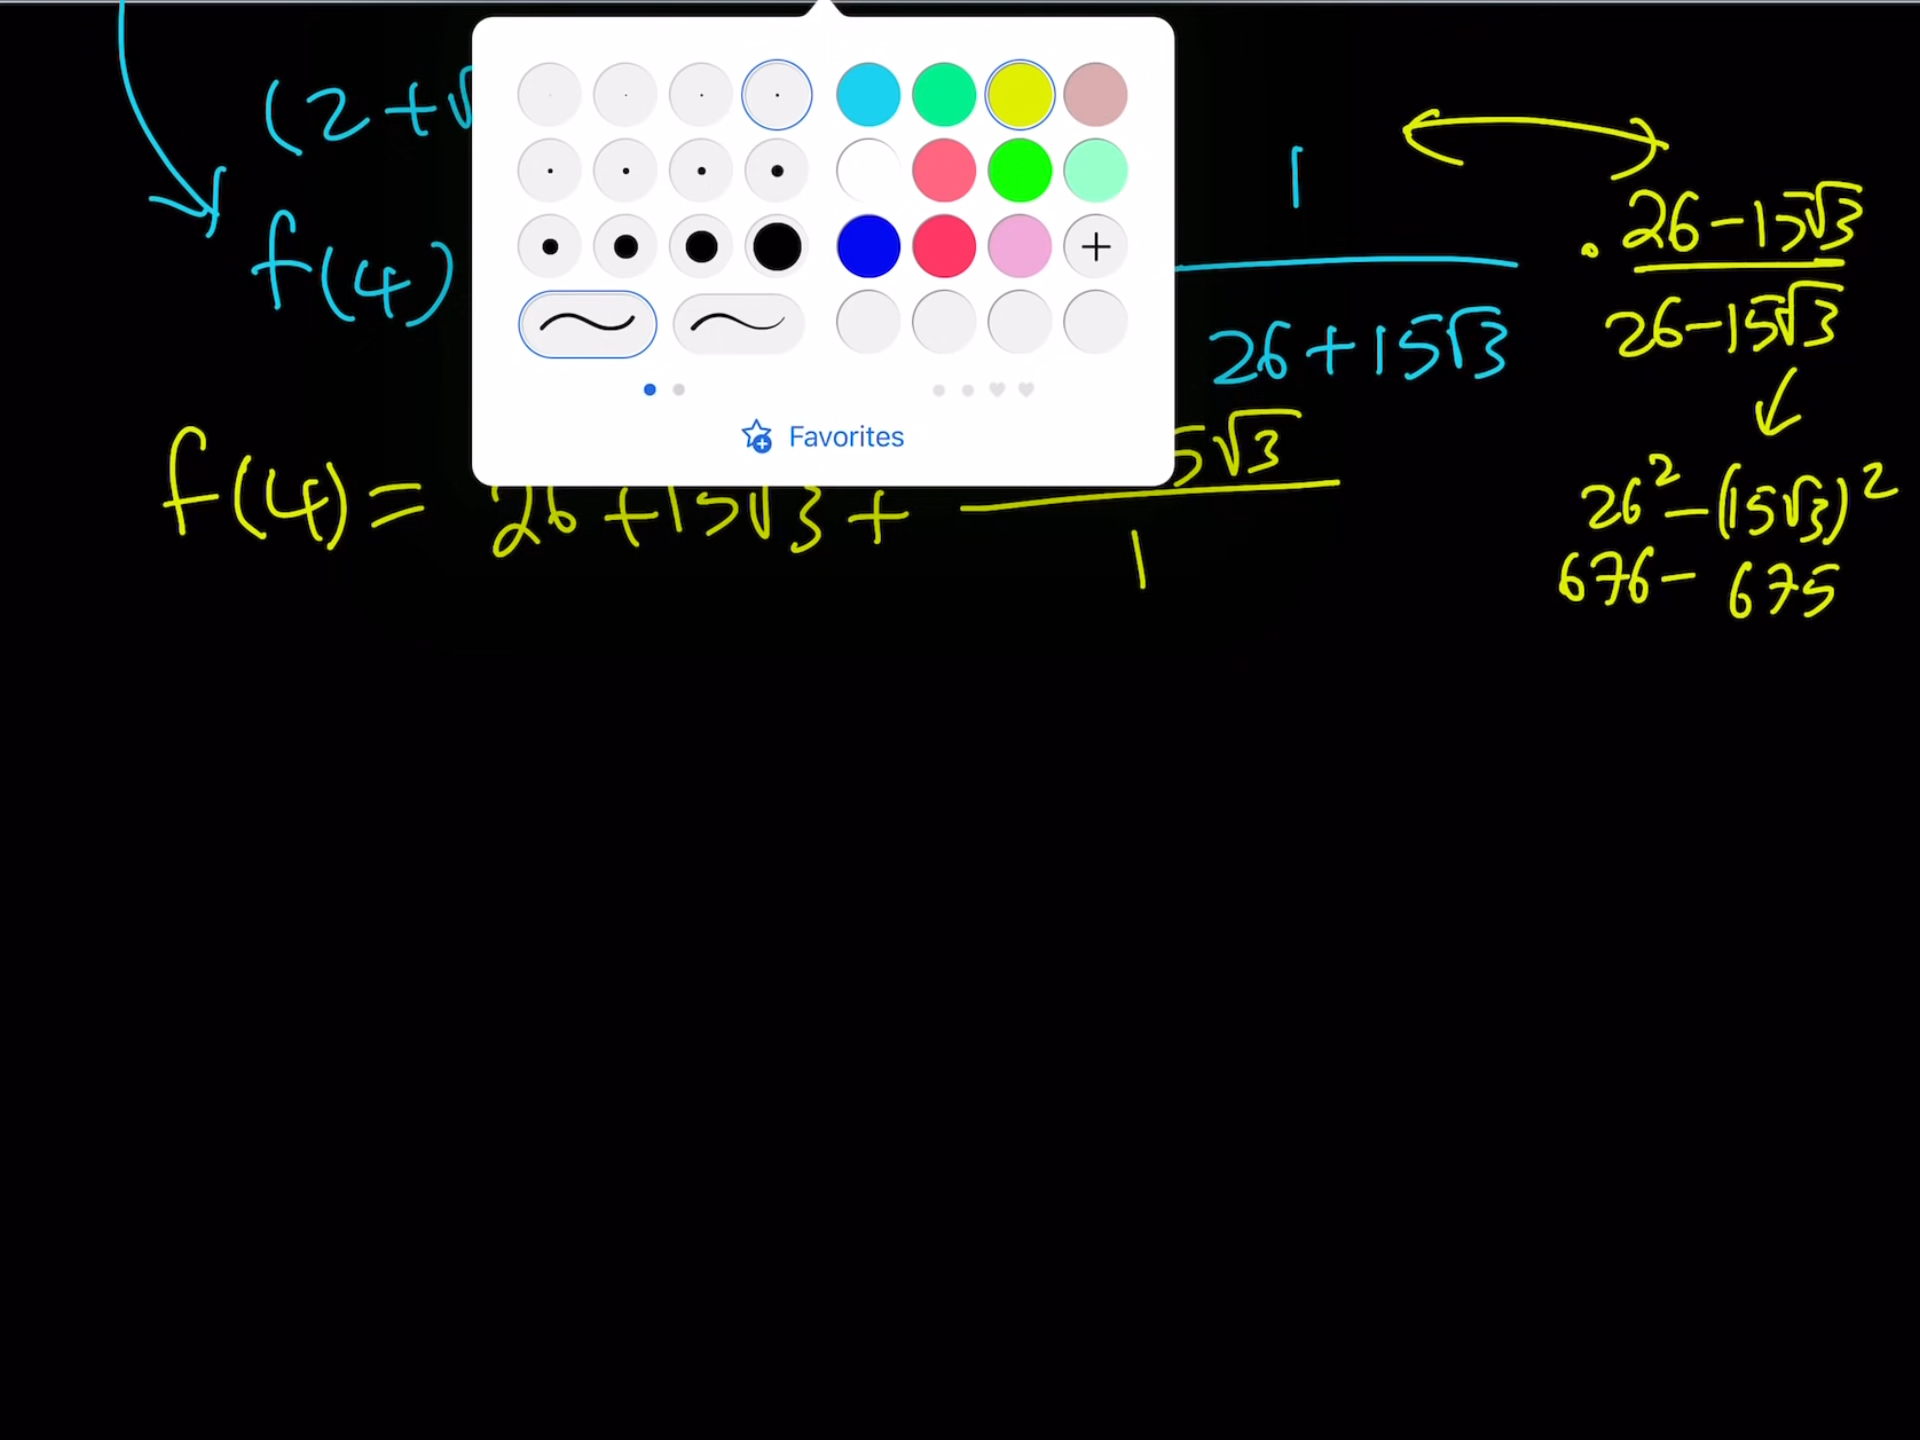 (2+√
f(4)
1
26+15√3
· 26-15√3
26-15√3
Favorites
f(4)= 26+15√3+ 5√3
1
26²-(15√3)²
676-675